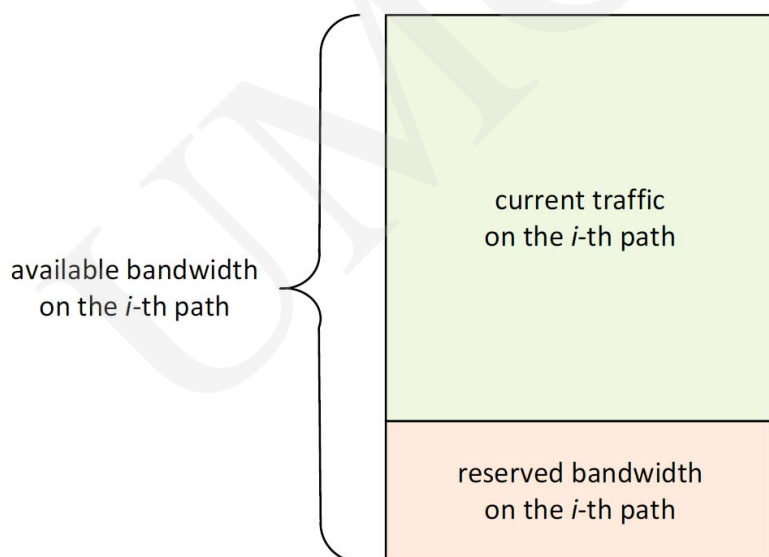 current traffic
on the i-th path
available bandwidth
on the i-th path
reserved bandwidth
on the i-th path